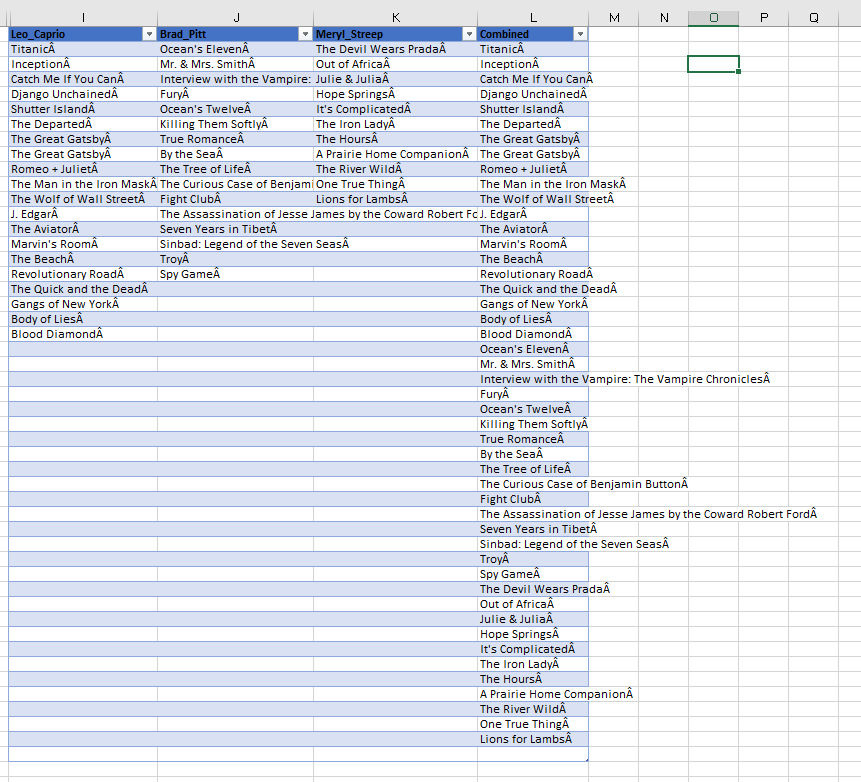 I J K L M N O P Q
Leo_Caprio Brad_Pitt Meryl_Streep Combined
TitanicÂ Ocean's ElevenÂ The Devil Wears PradaÂ TitanicÂ
InceptionÂ Mr. & Mrs. SmithÂ Out of AfricaÂ InceptionÂ
Catch Me If You CanÂ Interview with the Vampire: Julie & JuliaÂ Catch Me If You CanÂ
Django UnchainedÂ FuryÂ Hope SpringsÂ Django UnchainedÂ
Shutter IslandÂ Ocean's TwelveÂ It's ComplicatedÂ Shutter IslandÂ
The DepartedÂ Killing Them SoftlyÂ The Iron LadyÂ The DepartedÂ
The Great GatsbyÂ True RomanceÂ The HoursÂ The Great GatsbyÂ
The Great GatsbyÂ By the SeaÂ A Prairie Home CompanionÂ The Great GatsbyÂ
Romeo + JulietÂ The Tree of LifeÂ The River WildÂ Romeo + JulietÂ
The Man in the Iron MaskÂ The Curious Case of Benjami One True ThingÂ The Man in the Iron MaskÂ
The Wolf of Wall StreetÂ Fight ClubÂ Lions for LambsÂ The Wolf of Wall StreetÂ
J. EdgarÂ The Assassination of Jesse James by the Coward Robert Fo J. EdgarÂ
The AviatorÂ Seven Years in TibetÂ The AviatorÂ
Marvin's RoomÂ Sinbad: Legend of the Seven SeasÂ Marvin's RoomÂ
The BeachÂ TroyÂ The BeachÂ
Revolutionary RoadÂ Spy GameÂ Revolutionary RoadÂ
The Quick and the DeadÂ The Quick and the DeadÂ
Gangs of New YorkÂ Gangs of New YorkÂ
Body of LiesÂ Body of LiesÂ
Blood DiamondÂ Blood DiamondÂ
Ocean's ElevenÂ
Mr. & Mrs. SmithÂ
Interview with the Vampire: The Vampire ChroniclesÂ
FuryÂ
Ocean's TwelveÂ
Killing Them SoftlyÂ
True RomanceÂ
By the SeaÂ
The Tree of LifeÂ
The Curious Case of Benjamin ButtonÂ
Fight ClubÂ
The Assassination of Jesse James by the Coward Robert FordÂ
Seven Years in TibetÂ
Sinbad: Legend of the Seven SeasÂ
TroyÂ
Spy GameÂ
The Devil Wears PradaÂ
Out of AfricaÂ
Julie & JuliaÂ
Hope SpringsÂ
It's ComplicatedÂ
The Iron LadyÂ
The HoursÂ
A Prairie Home CompanionÂ
The River WildÂ
One True ThingÂ
Lions for LambsÂ